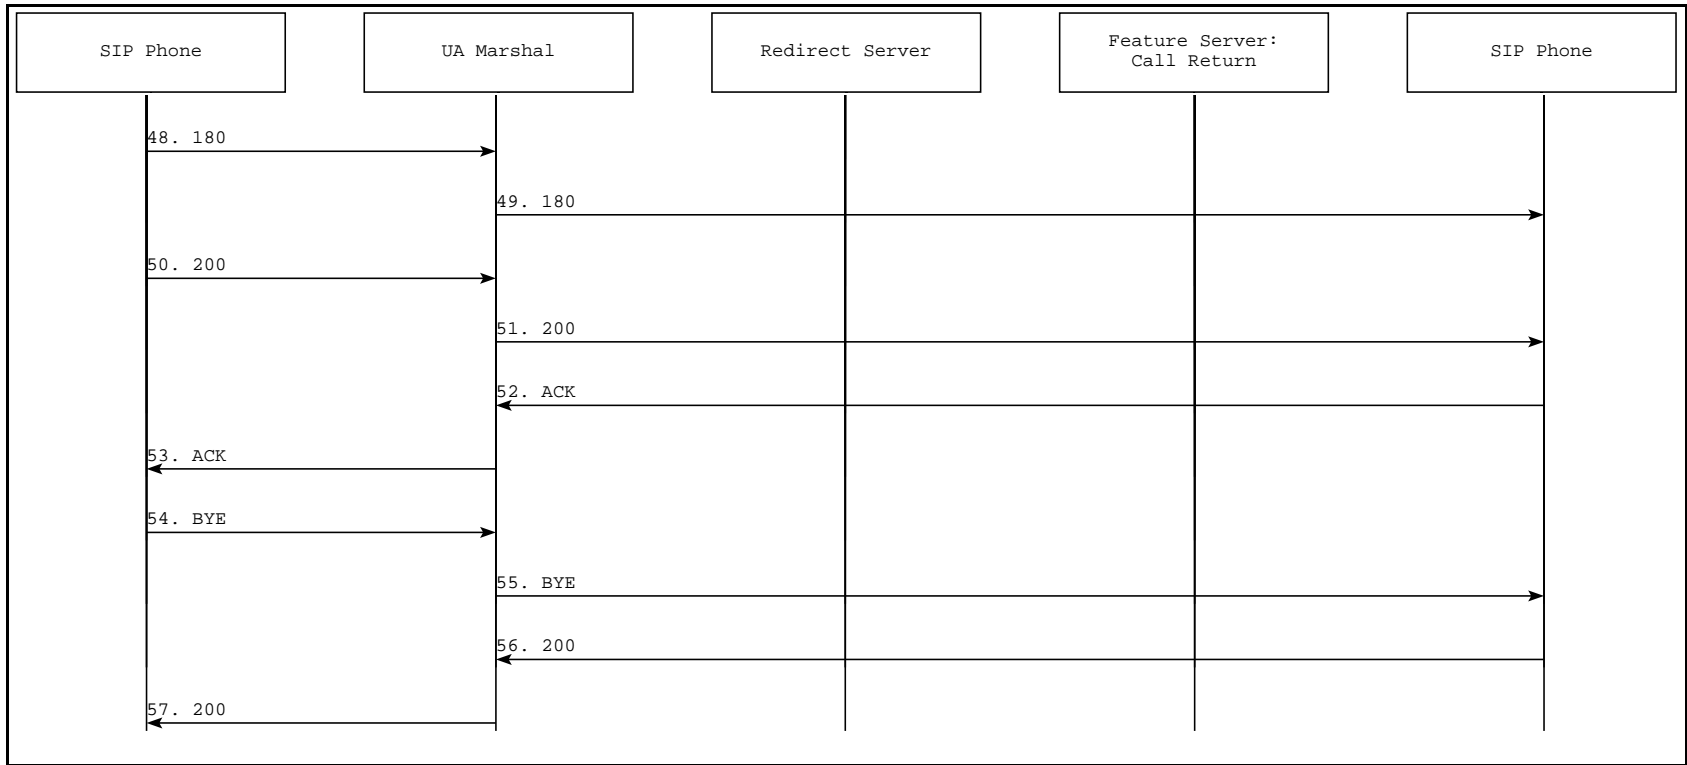 SIP Phone
UA Marshal
Redirect Server
Feature Server:
Call Return
SIP Phone
48. 180
49. 180
50. 200
51. 200
52. ACK
53. ACK
54. BYE
55. BYE
56. 200
57. 200